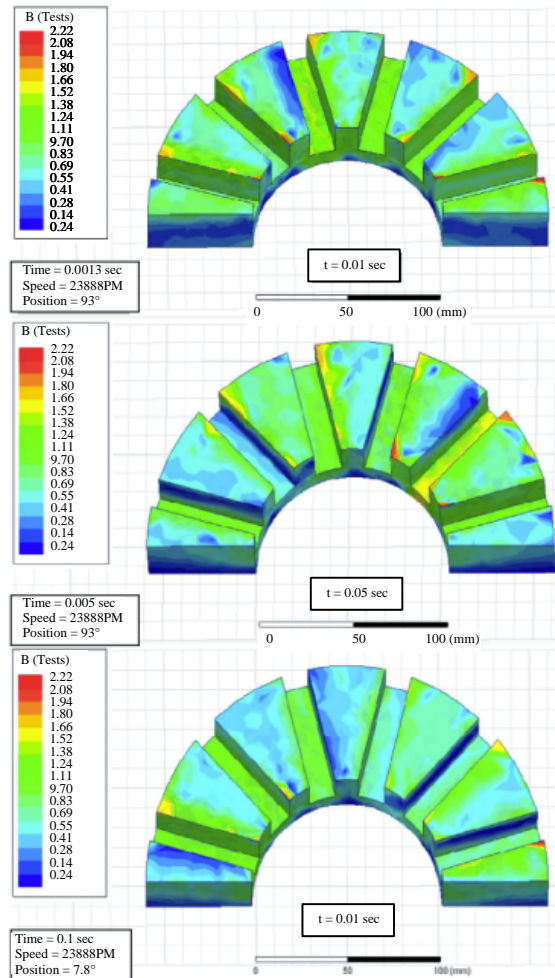 B (Tests)
2.22
2.08
1.94
1.80
1.66
1.52
1.38
1.24
1.11
9.70
0.83
0.69
0.55
0.41
0.28
0.14
0.24
Time = 0.0013 sec
Speed = 23888PM
Position = 93°
t = 0.01 sec
0 50 100 (mm)
B (Tests)
2.22
2.08
1.94
1.80
1.66
1.52
1.38
1.24
1.11
9.70
0.83
0.69
0.55
0.41
0.28
0.14
0.24
Time = 0.005 sec
Speed = 23888PM
Position = 93°
t = 0.05 sec
0 50 100 (mm)
B (Tests)
2.22
2.08
1.94
1.80
1.66
1.52
1.38
1.24
1.11
9.70
0.83
0.69
0.55
0.41
0.28
0.14
0.24
Time = 0.1 sec
Speed = 23888PM
Position = 7.8°
t = 0.01 sec
0 50 100 (mm)